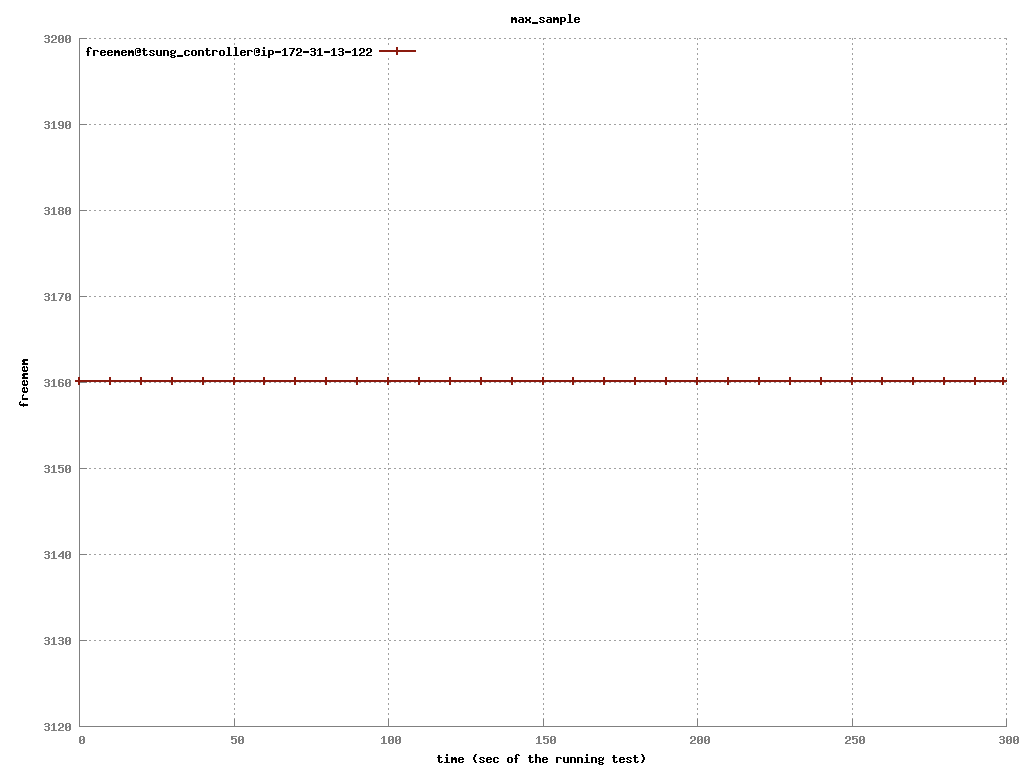 max_sample
3200
freemem@tsung_controller@ip-172-31-13-122
3190
3180
3170
freemem
3160
3150
3140
3130
3120
0 50 100 150 200 250 300
time (sec of the running test)